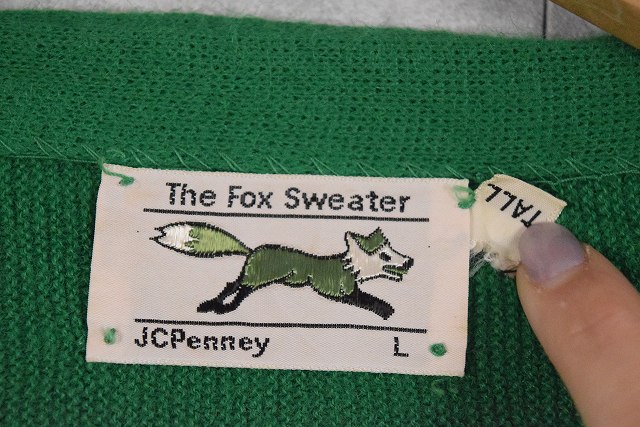 The Fox Sweater
TALL
JCPenney L